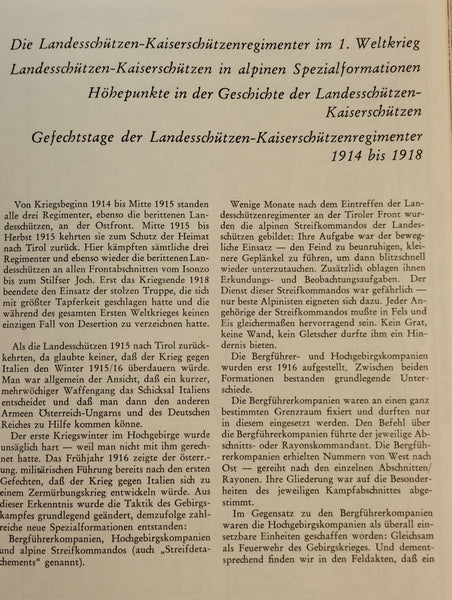 Die Landesschützen-Kaiserschützenregimenter im 1. Weltkrieg
Landesschützen-Kaiserschützen in alpinen Spezialformationen
Höhepunkte in der Geschichte der Landesschützen-
Kaiserschützen
Gefechtstage der Landesschützen-Kaiserschützenregimenter
1914 bis 1918
Von Kriegsbeginn 1914 bis Mitte 1915 standen
alle drei Regimenter, ebenso die berittenen Lan-
desschützen, an der Ostfront. Mitte 1915 bis
Herbst 1915 kehrten sie zum Schutz der Heimat
nach Tirol zurück. Hier kämpften sämtliche drei
Regimenter und ebenso wieder die berittenen Lan-
desschützen an allen Frontabschnitten vom Isonzo
bis zum Stilfser Joch. Erst das Kriegsende 1918
beendete den Einsatz der stolzen Truppe, die sich
mit größter Tapferkeit geschlagen hatte und die
während des gesamten Ersten Weltkrieges keinen
einzigen Fall von Desertion zu verzeichnen hatte.
Als die Landesschützen 1915 nach Tirol zurück-
kehrten, da glaubte keiner, daß der Krieg gegen
Italien den Winter 1915/16 überdauern würde.
Man war allgemein der Ansicht, daß ein kurzer,
mehrwöchiger Waffengang das Schicksal Italiens
entscheidet und daß man dann den anderen
Armeen Österreich-Ungarns und des Deutschen
Reiches zu Hilfe kommen könne.
Der erste Kriegswinter im Hochgebirge wurde
unsäglich hart — weil man nicht mit ihm gerech-
net hatte. Das Frühjahr 1916 zeigte der österr.-
ung. militärischen Führung bereits nach den ersten
Gefechten, daß der Krieg gegen Italien sich zu
einem Zermürbungskrieg entwickeln würde. Aus
dieser Erkenntnis wurde die Taktik des Gebirgs-
kampfes grundlegend geändert, demzufolge zahl-
reiche neue Spezialformationen entstanden:
Bergführerkompanien, Hochgebirgskompanien
und alpine Streifkommandos (auch „Streifdeta-
chements" genannt).
Wenige Monate nach dem Eintreffen der Lan-
desschützenregimenter an der Tiroler Front wur-
den die alpinen Streifkommandos der Landes-
schützen gebildet: Ihre Aufgabe war der beweg-
liche Einsatz — den Feind zu beunruhigen, klei-
nere Geplänkel zu führen, um dann blitzschnell
wieder unterzutauchen. Zusätzlich oblagen ihnen
Erkundungs- und Beobachtungsaufgaben. Der
Dienst dieser Streifkommandos war gefährlich —
nur beste Alpinisten eigneten sich dazu. Jeder An-
gehörige der Streifkommandos mußte in Fels und
Eis gleichermaßen hervorragend sein. Kein Grat,
keine Wand, kein Gletscher durfte ihm ein Hin-
dernis bieten.
Die Bergführer- und Hochgebirgskompanien
wurden erst 1916 aufgestellt. Zwischen beiden
Formationen bestanden grundlegende Unter-
schiede.
Die Bergführerkompanien waren an einen ganz
bestimmten Grenzraum fixiert und durften nur
in diesem eingesetzt werden. Den Befehl über
die Bergführerkompanien führte der jeweilige Ab-
schnitts- oder Rayonskommandant. Die Bergfüh-
rerkompanien erhielten Nummern von West nach
Ost — gereiht nach den einzelnen Abschnitten/
Rayonen. Ihre Gliederung war auf die Besonder-
heiten des jeweiligen Kampfabschnittes abge-
stimmt.
Im Gegensatz zu den Bergführerkompanien
waren die Hochgebirgskompanien als überall ein-
setzbare Einheiten geschaffen worden: Gleichsam
als Feuerwehr des Gebirgskrieges. Und dement-
sprechend finden wir in den Feldakten, daß ein